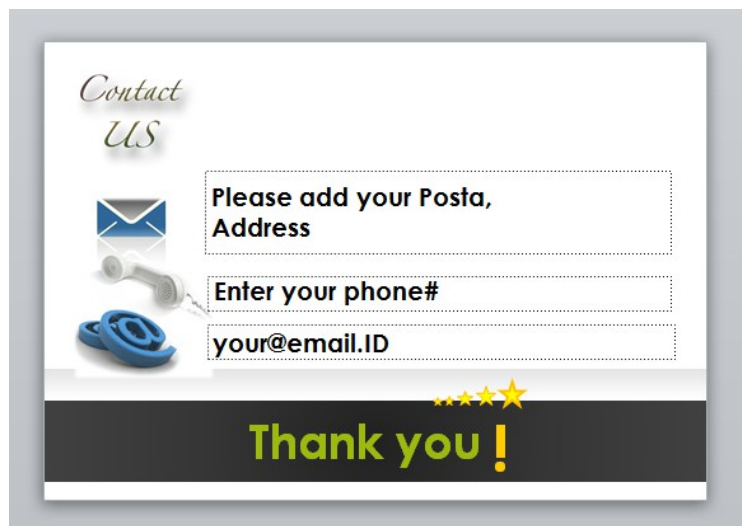 Contact
US
Please add your Posta,
Address
Enter your phone#
your@email.ID
Thank you!